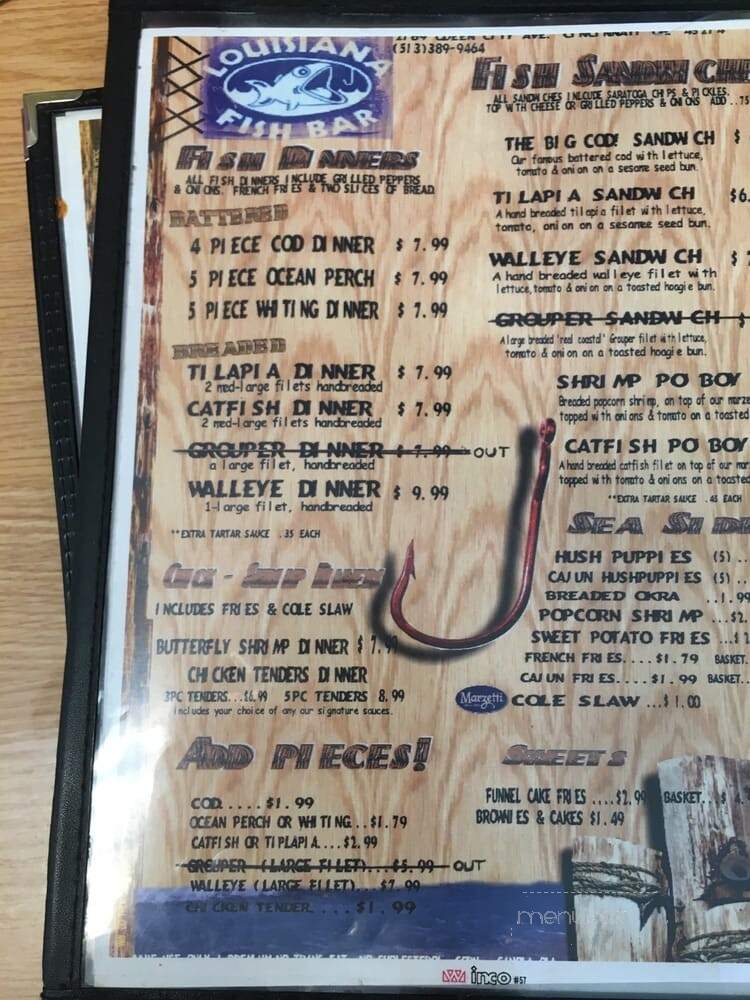 LOUISIANA
FISH BAR
(513)389-9464
FISH DINNERS
ALL FISH DINNERS INCLUDE GRILLED PEPPERS
& ONIONS. FRENCH FRIES & TWO SLICES OF BREAD.
BATTERED
4 PIECE COD DINNER $ 7.99
5 PIECE OCEAN PERCH $ 7.99
5 PIECE WHITING DINNER $ 7.99
BREADED
TILAPIA DINNER $ 7.99
2 med-large filets handbreaded
CATFISH DINNER $ 7.99
2 med-large filets handbreaded
GROUPER DINNER $ 7.99 OUT
a large filet, handbreaded
WALLEYE DINNER $ 9.99
1-large filet, handbreaded
**EXTRA TARTAR SAUCE .35 EACH
INCLUDES FRIES & COLE SLAW
BUTTERFLY SHRIMP DINNER $ 7.99
CHICKEN TENDERS DINNER
3PC TENDERS...$6.99 5PC TENDERS 8.99
Includes your choice of any our signature sauces.
ADD PIECES!
COD.....$1.99
OCEAN PERCH OR WHITING...$1.79
CATFISH OR TIPLAPIA....$2.99
GROUPER (LARGE FILLET)...$5.99 OUT
WALLEYE (LARGE FILLET)...$7.99
CHICKEN TENDER....$1.99
FISH SANDWICHE
ALL SANDWICHES INLCUDE SARATOGA CHIPS & PICKLES.
TOP WITH CHEESE OR GRILLED PEPPERS & ONIONS ADD ..75
THE BIG COD! SANDWICH $
Our famous battered cod with lettuce,
tomato & onion on a sesame seed bun.
TILAPIA SANDWICH $6.
A hand breaded tilapia filet with lettuce,
tomato, onion on a sesamee seed bun.
WALLEYE SANDWICH $
A hand breaded walleye filet with
lettuce, tomato & onion on a toasted hoagie bun.
GROUPER SANDWICH $
A large breaded 'real coastal' Grouper filet with lettuce,
tomato & onion on a toasted hoagie bun.
SHRIMP PO BOY
Breaded popcorn shrimp, on top of our
topped with onions & tomato on a toasted
CATFISH PO BOY
A hand breaded catfish filet on top of our
topped with tomato & onions on a toasted
**EXTRA TARTAR SAUCE .45 EACH
SEA SID
HUSH PUPPIES (5) ..
CAJUN HUSHPUPPIES (5) ..
BREADED OKRA ..1.99
POPCORN SHRIMP ...$2.
SWEET POTATO FRIES ...$
FRENCH FRIES....$1.79 BASKET.
CAJUN FRIES....$1.99 BASKET..
Marzetti COLE SLAW ...$1.00
SWEETS
FUNNEL CAKE FRIES ....$2.99 BASKET...$
BROWNIES & CAKES $1.49
inco #57